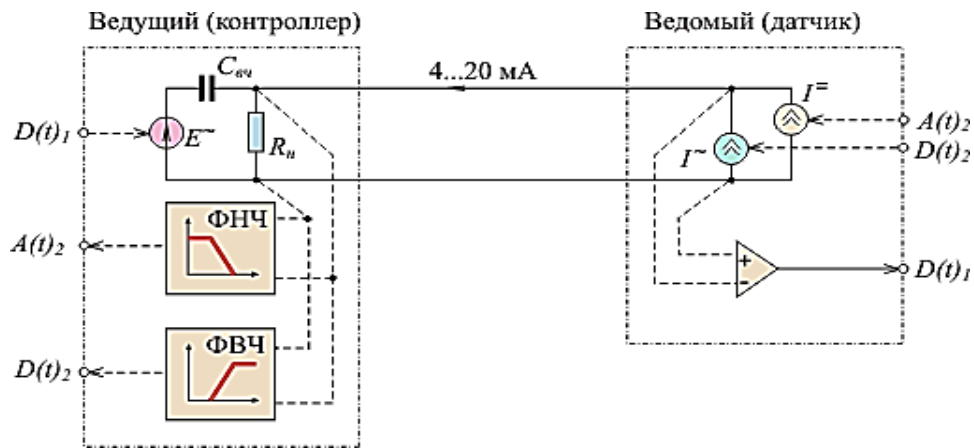 Ведущий (контроллер)
Ведомый (датчик)
Cвч
4...20 мА
I=
D(t)1
E~
Rн
I~
A(t)2
D(t)2
ФНЧ
A(t)2
+
-
D(t)1
ФВЧ
D(t)2